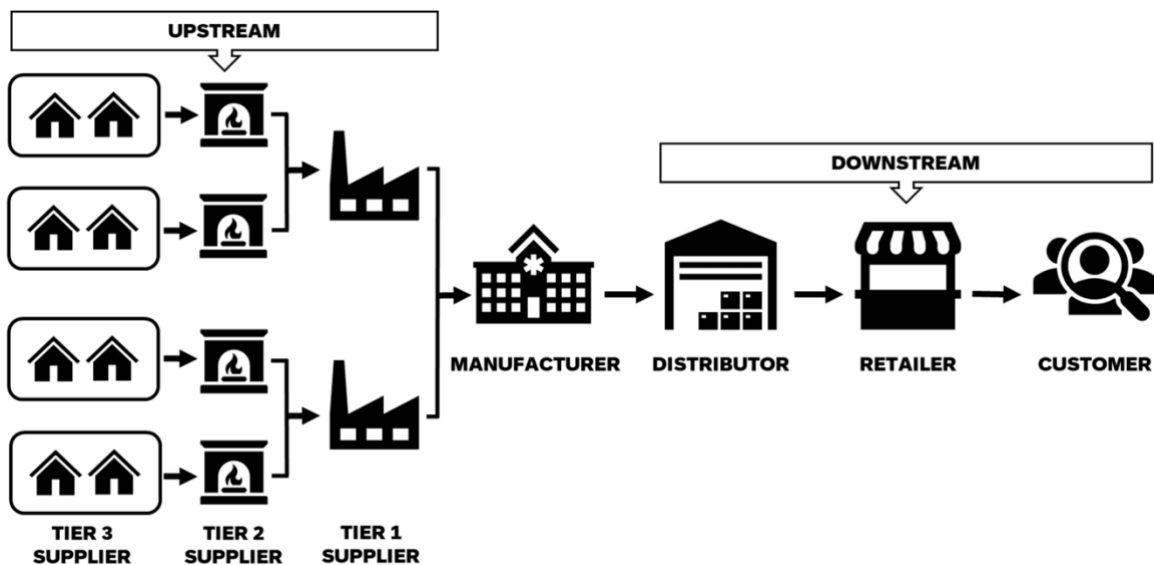 UPSTREAM
DOWNSTREAM
MANUFACTURER
DISTRIBUTOR
RETAILER
CUSTOMER
TIER 3
SUPPLIER
TIER 2
SUPPLIER
TIER 1
SUPPLIER